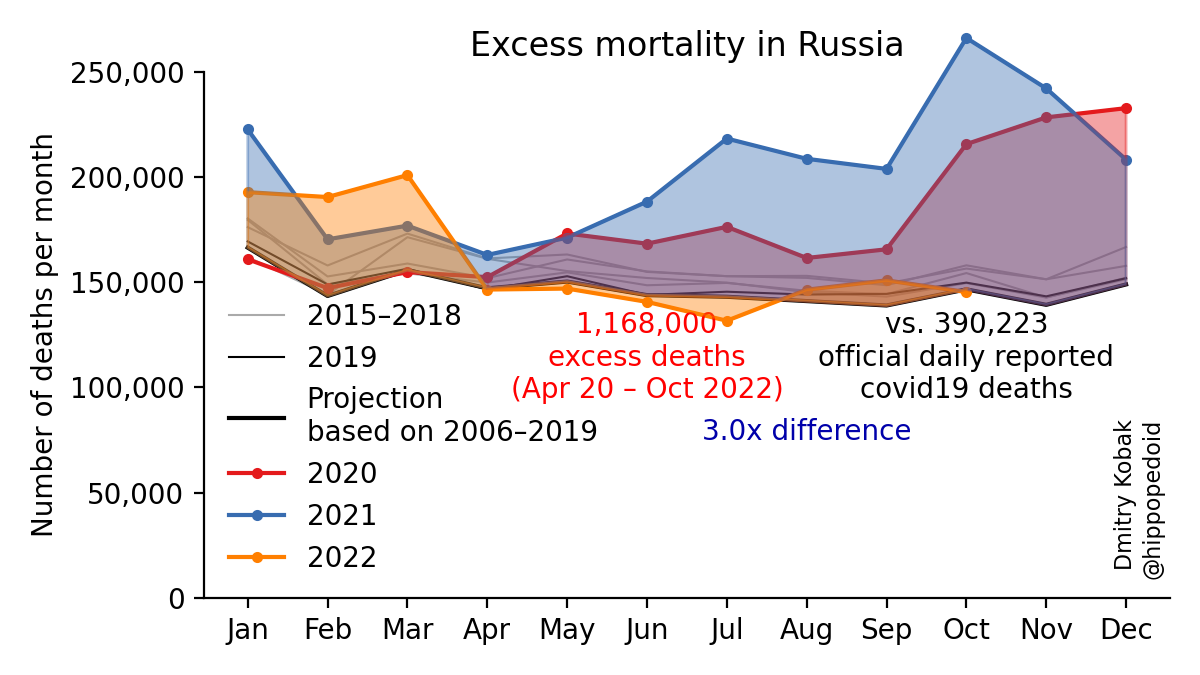 Excess mortality in Russia
Number of deaths per month
250,000
200,000
150,000
100,000
50,000
0
2015–2018
2019
Projection
based on 2006–2019
2020
2021
2022
1,168,000
excess deaths
(Apr 20 – Oct 2022)
vs. 390,223
official daily reported
covid19 deaths
3.0x difference
Dmitry Kobak
@hippopedoid
Jan Feb Mar Apr May Jun Jul Aug Sep Oct Nov Dec